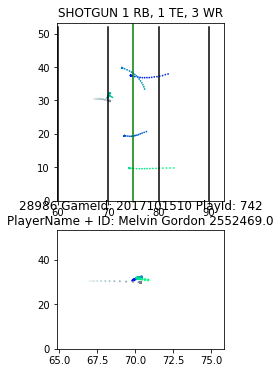 SHOTGUN 1 RB, 1 TE, 3 WR
50
40
30
20
10
0
60 70 80 90
28986 GameId: 2017101510 PlayId: 742
PlayerName + ID: Melvin Gordon 2552469.0
40
20
0
65.0 67.5 70.0 72.5 75.0